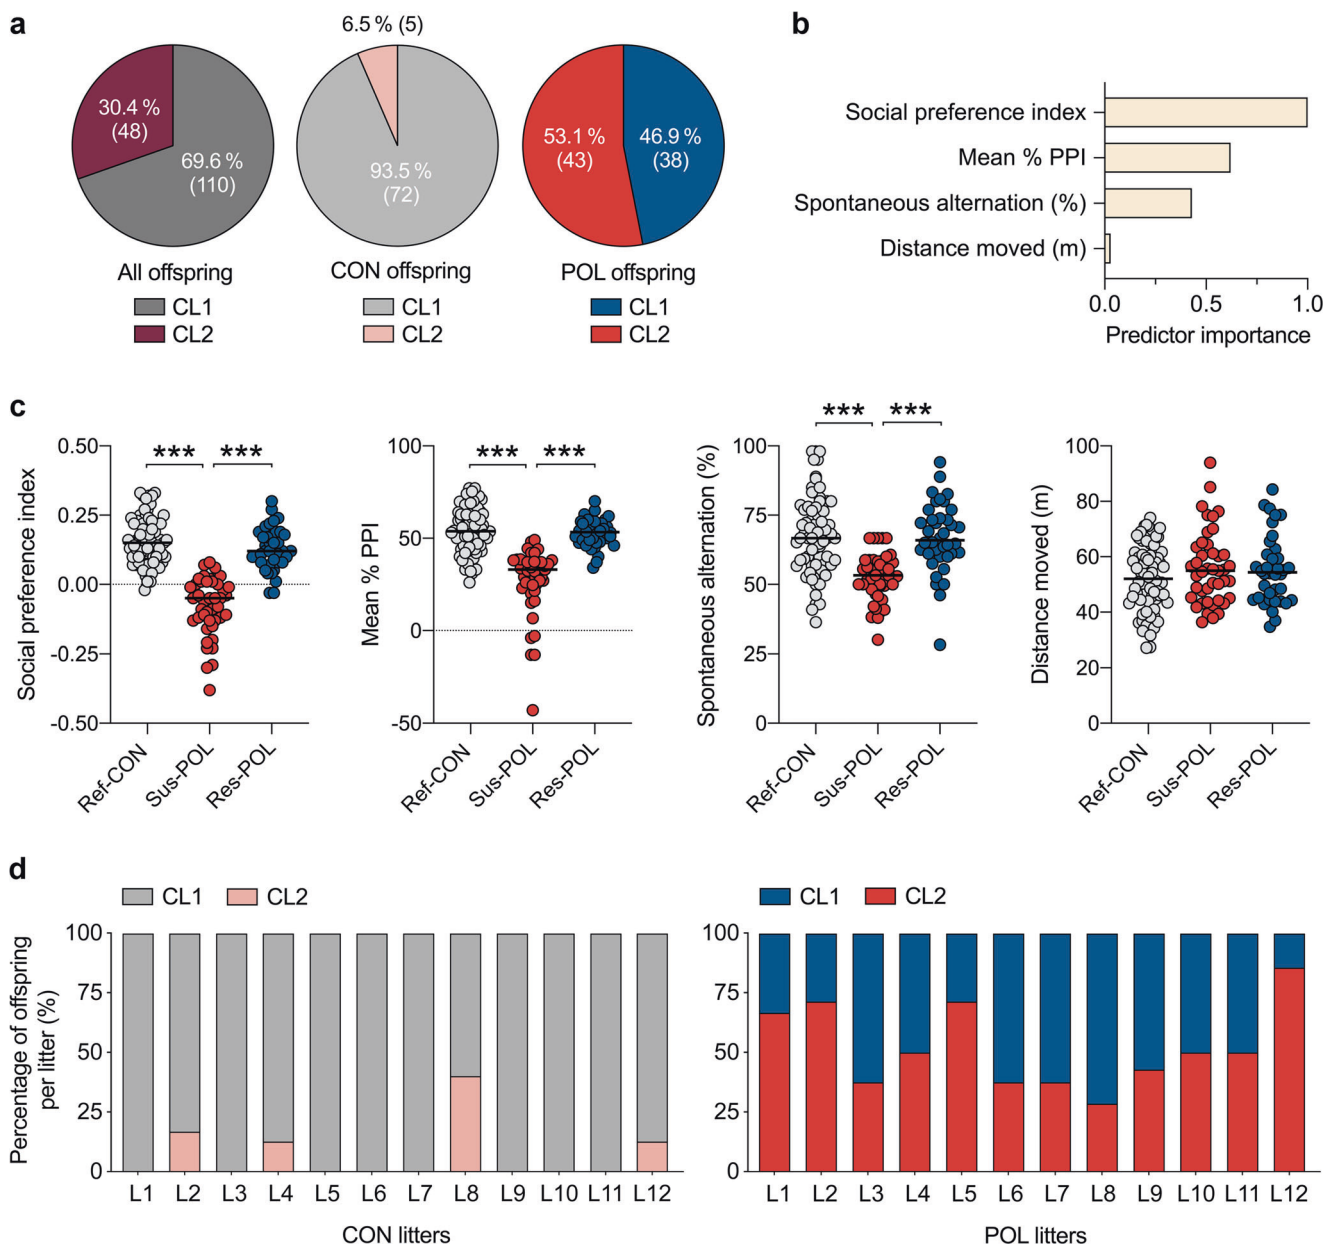 a
6.5 % (5)
30.4 %
(48)
69.6 %
(110)
93.5 %
(72)
53.1 %
(43)
46.9 %
(38)
All offspring
CL1
CL2
CON offspring
CL1
CL2
POL offspring
CL1
CL2
b
Social preference index
Mean % PPI
Spontaneous alternation (%)
Distance moved (m)
0.0 0.5 1.0
Predictor importance
c
Social preference index
0.50
0.25
0.00
-0.25
-0.50
*** ***
Ref-CON Sus-POL Res-POL
Mean % PPI
100
50
0
-50
*** ***
Ref-CON Sus-POL Res-POL
Spontaneous alternation (%)
100
75
50
25
0
*** ***
Ref-CON Sus-POL Res-POL
Distance moved (m)
100
80
60
40
20
0
Ref-CON Sus-POL Res-POL
d
CL1 CL2
Percentage of offspring
per litter (%)
100
75
50
25
0
L1 L2 L3 L4 L5 L6 L7 L8 L9 L10 L11 L12
CON litters
CL1 CL2
100
75
50
25
0
L1 L2 L3 L4 L5 L6 L7 L8 L9 L10 L11 L12
POL litters